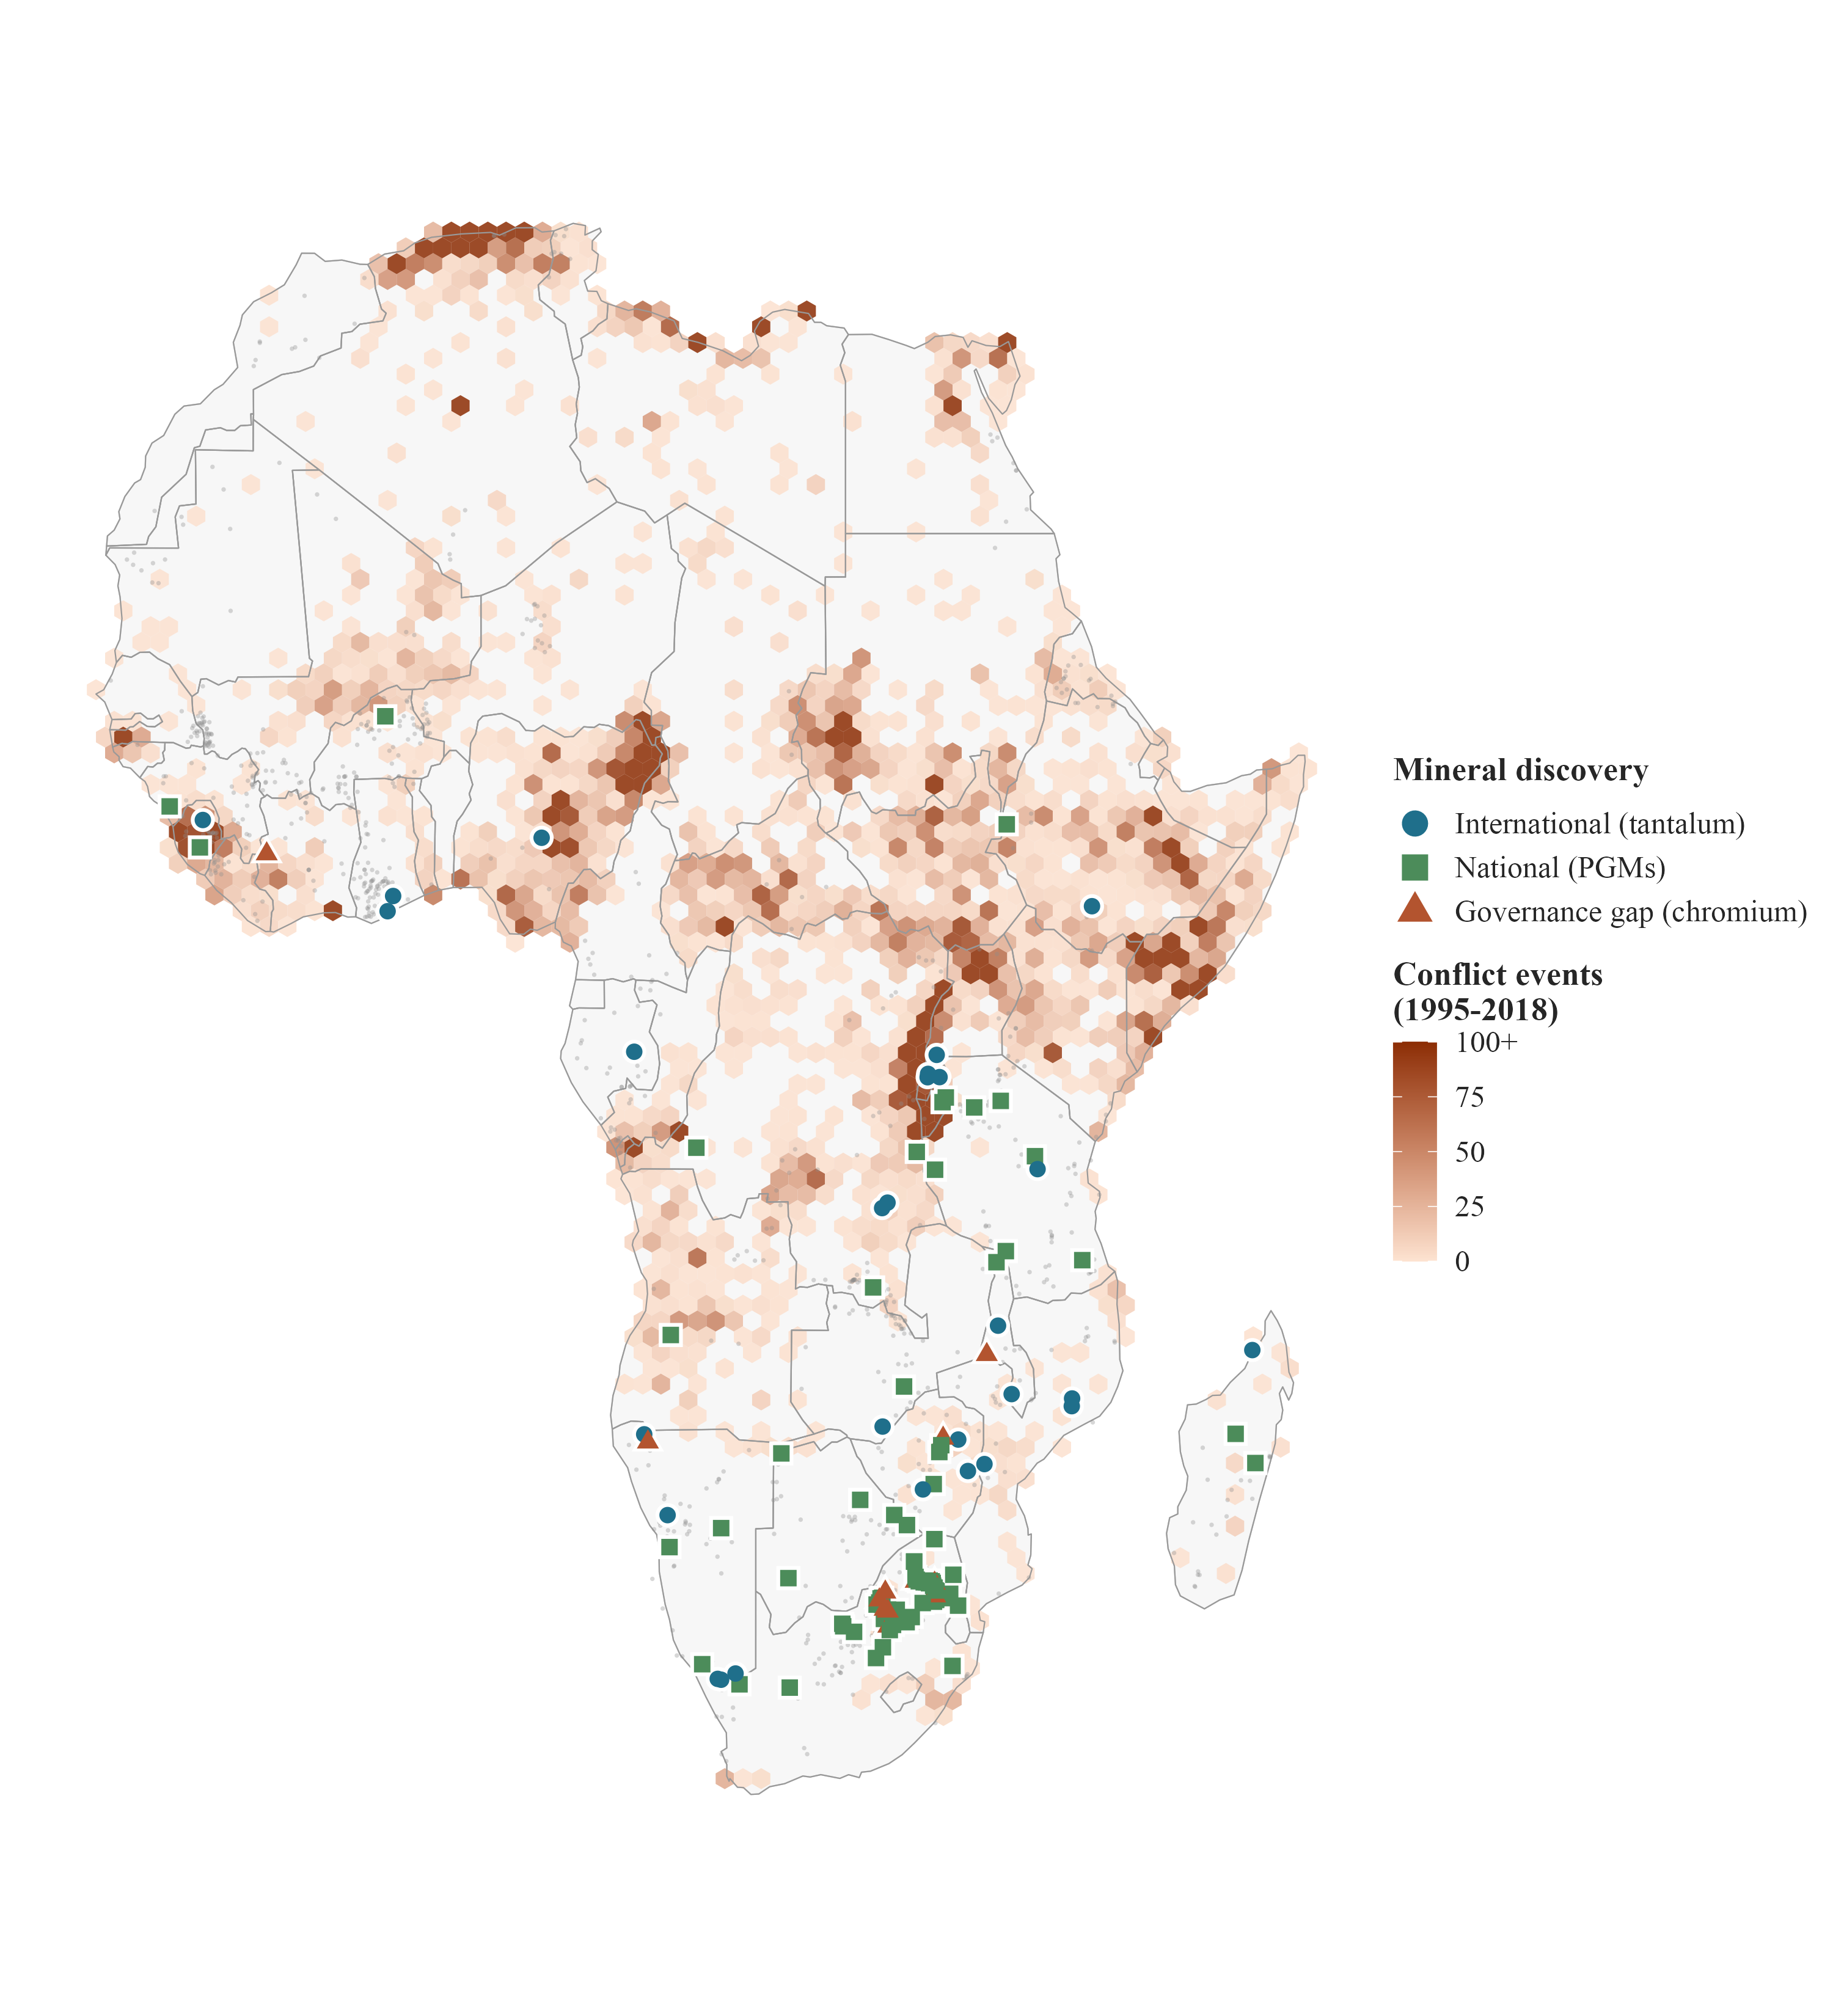 Mineral discovery
International (tantalum)
National (PGMs)
Governance gap (chromium)
Conflict events
(1995-2018)
100+
75
50
25
0